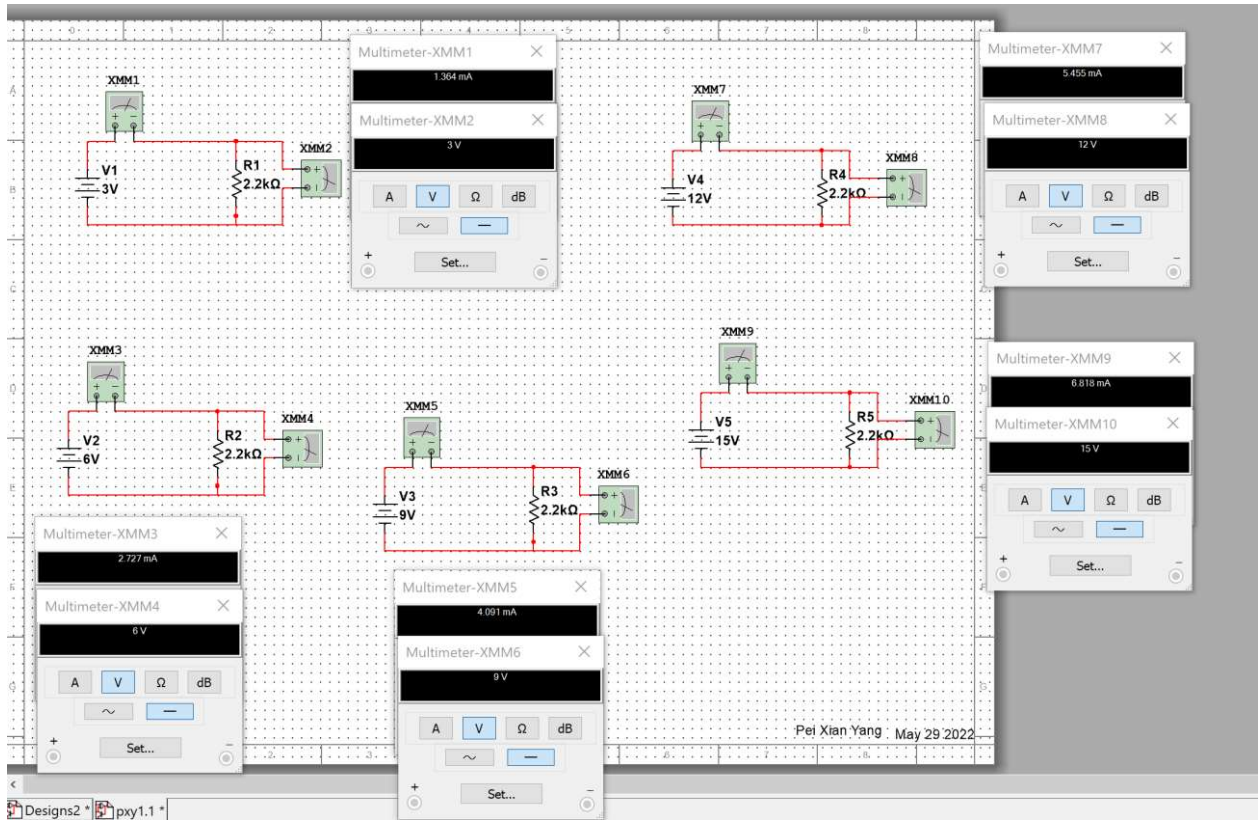 XMM1
+ −
V1
3V
R1
2.2kΩ
XMM2
+
Multimeter-XMM1
1.364 mA
Multimeter-XMM2
3 V
A V Ω dB
~ —
+ Set... −
XMM7
+ −
V4
12V
R4
2.2kΩ
XMM8
+
Multimeter-XMM7
5.455 mA
Multimeter-XMM8
12 V
A V Ω dB
~ —
+ Set... −
XMM3
+ −
V2
6V
R2
2.2kΩ
XMM4
+
Multimeter-XMM3
2.727 mA
Multimeter-XMM4
6 V
A V Ω dB
~ —
+ Set... −
XMM5
+ −
V3
9V
R3
2.2kΩ
XMM6
+
Multimeter-XMM5
4.091 mA
Multimeter-XMM6
9 V
A V Ω dB
~ —
+ Set... −
XMM9
+ −
V5
15V
R5
2.2kΩ
XMM10
+
Multimeter-XMM9
6.818 mA
Multimeter-XMM10
15 V
A V Ω dB
~ —
+ Set... −
Pei Xian Yang May 29 2022
Designs2 * pxy1.1 *